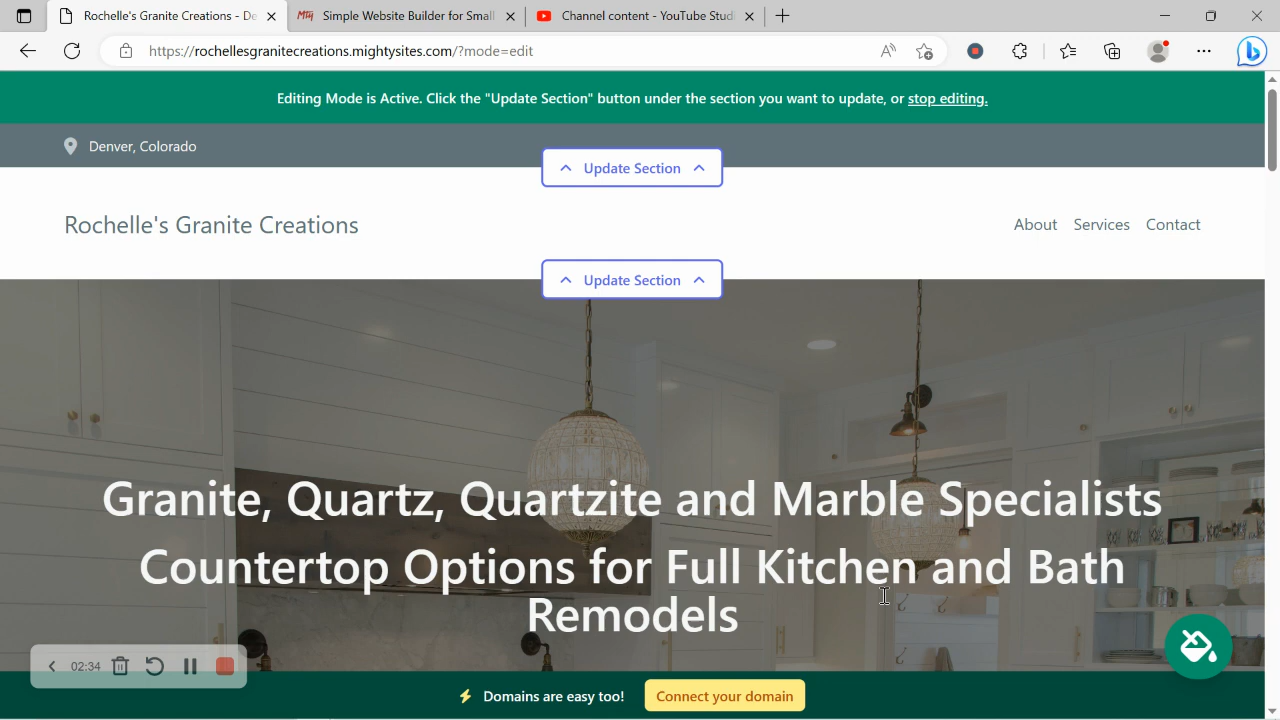 Rochelle's Granite Creations - De
Simple Website Builder for Small
Channel content - YouTube Studi
https://rochellesgranitecreations.mightysites.com/?mode=edit
Editing Mode is Active. Click the "Update Section" button under the section you want to update, or stop editing.
Denver, Colorado
Update Section
Rochelle's Granite Creations
About Services Contact
Update Section
Granite, Quartz, Quartzite and Marble Specialists
Countertop Options for Full Kitchen and Bath
Remodels
02:34
Domains are easy too! Connect your domain